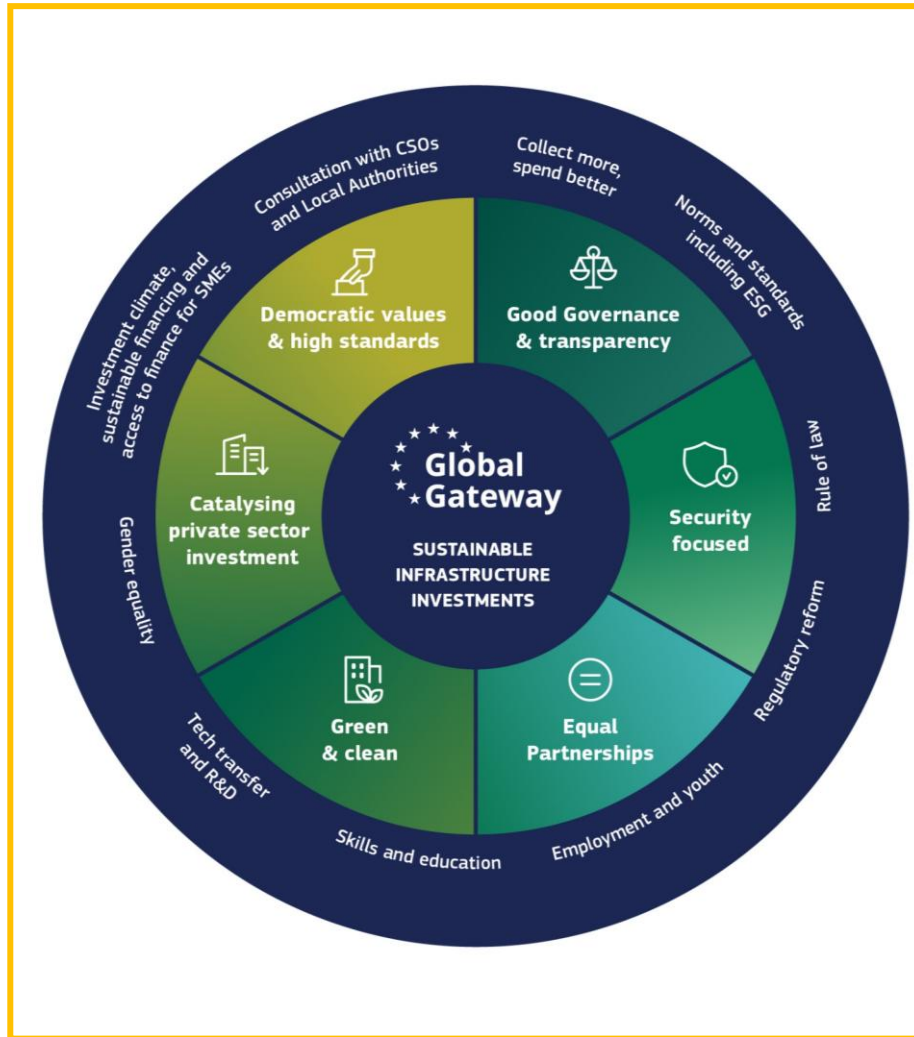 Consultation with CSOs
and Local Authorities
Collect more,
spend better
Norms and standards
including ESG
Rule of law
Regulatory reform
Employment and youth
Skills and education
Tech transfer
and R&D
Gender equality
Investment climate,
sustainable financing and
access to finance for SMEs
Democratic values
& high standards
Good Governance
& transparency
Security
focused
Equal
Partnerships
Green
& clean
Catalysing
private sector
investment
Global
Gateway
SUSTAINABLE
INFRASTRUCTURE
INVESTMENTS